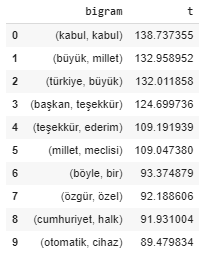 bigram t
0 (kabul, kabul) 138.737355
1 (büyük, millet) 132.958952
2 (türkiye, büyük) 132.011858
3 (başkan, teşekkür) 124.699736
4 (teşekkür, ederim) 109.191939
5 (millet, meclisi) 109.047380
6 (böyle, bir) 93.374879
7 (özgür, özel) 92.188606
8 (cumhuriyet, halk) 91.931004
9 (otomatik, cihaz) 89.479834